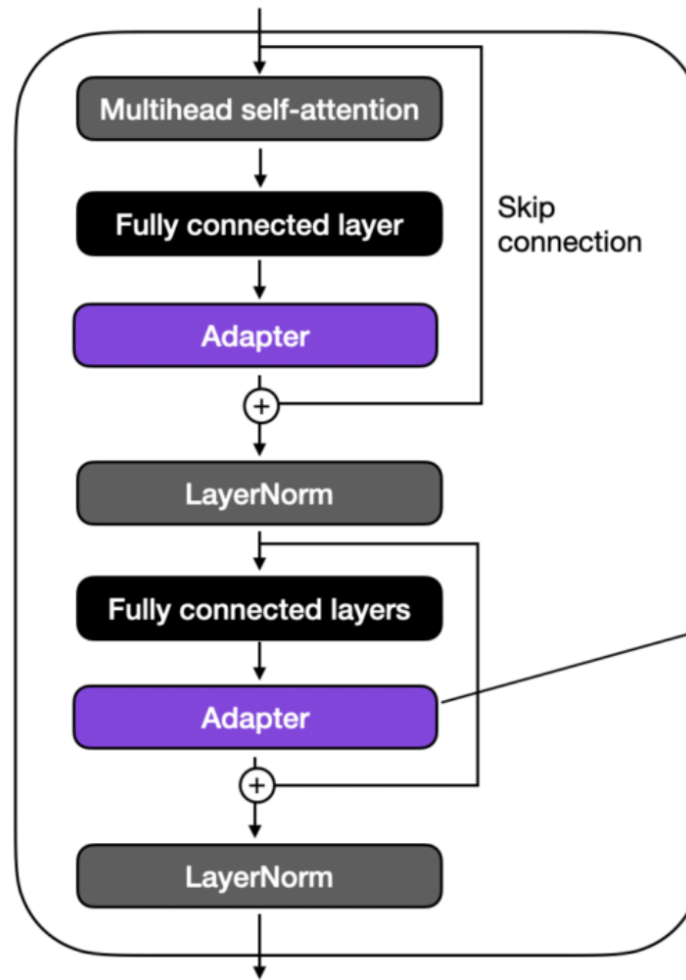 Multihead self-attention
Fully connected layer
Skip
connection
Adapter
+
LayerNorm
Fully connected layers
Adapter
+
LayerNorm